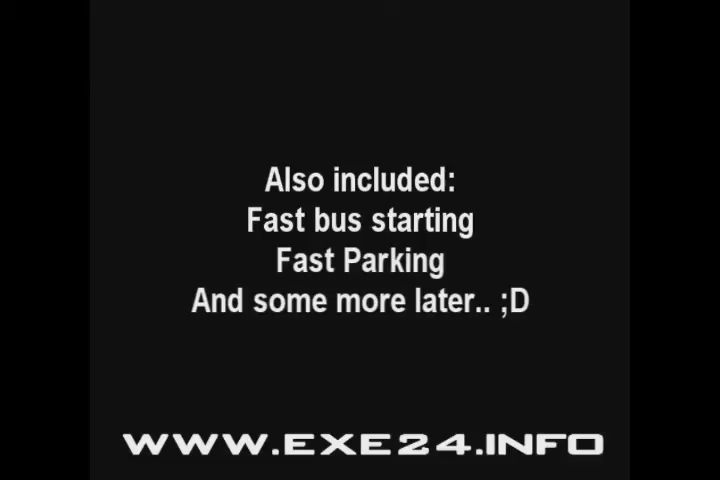 Also included:
Fast bus starting
Fast Parking
And some more later.. ;D
WWW.EXE24.INFO